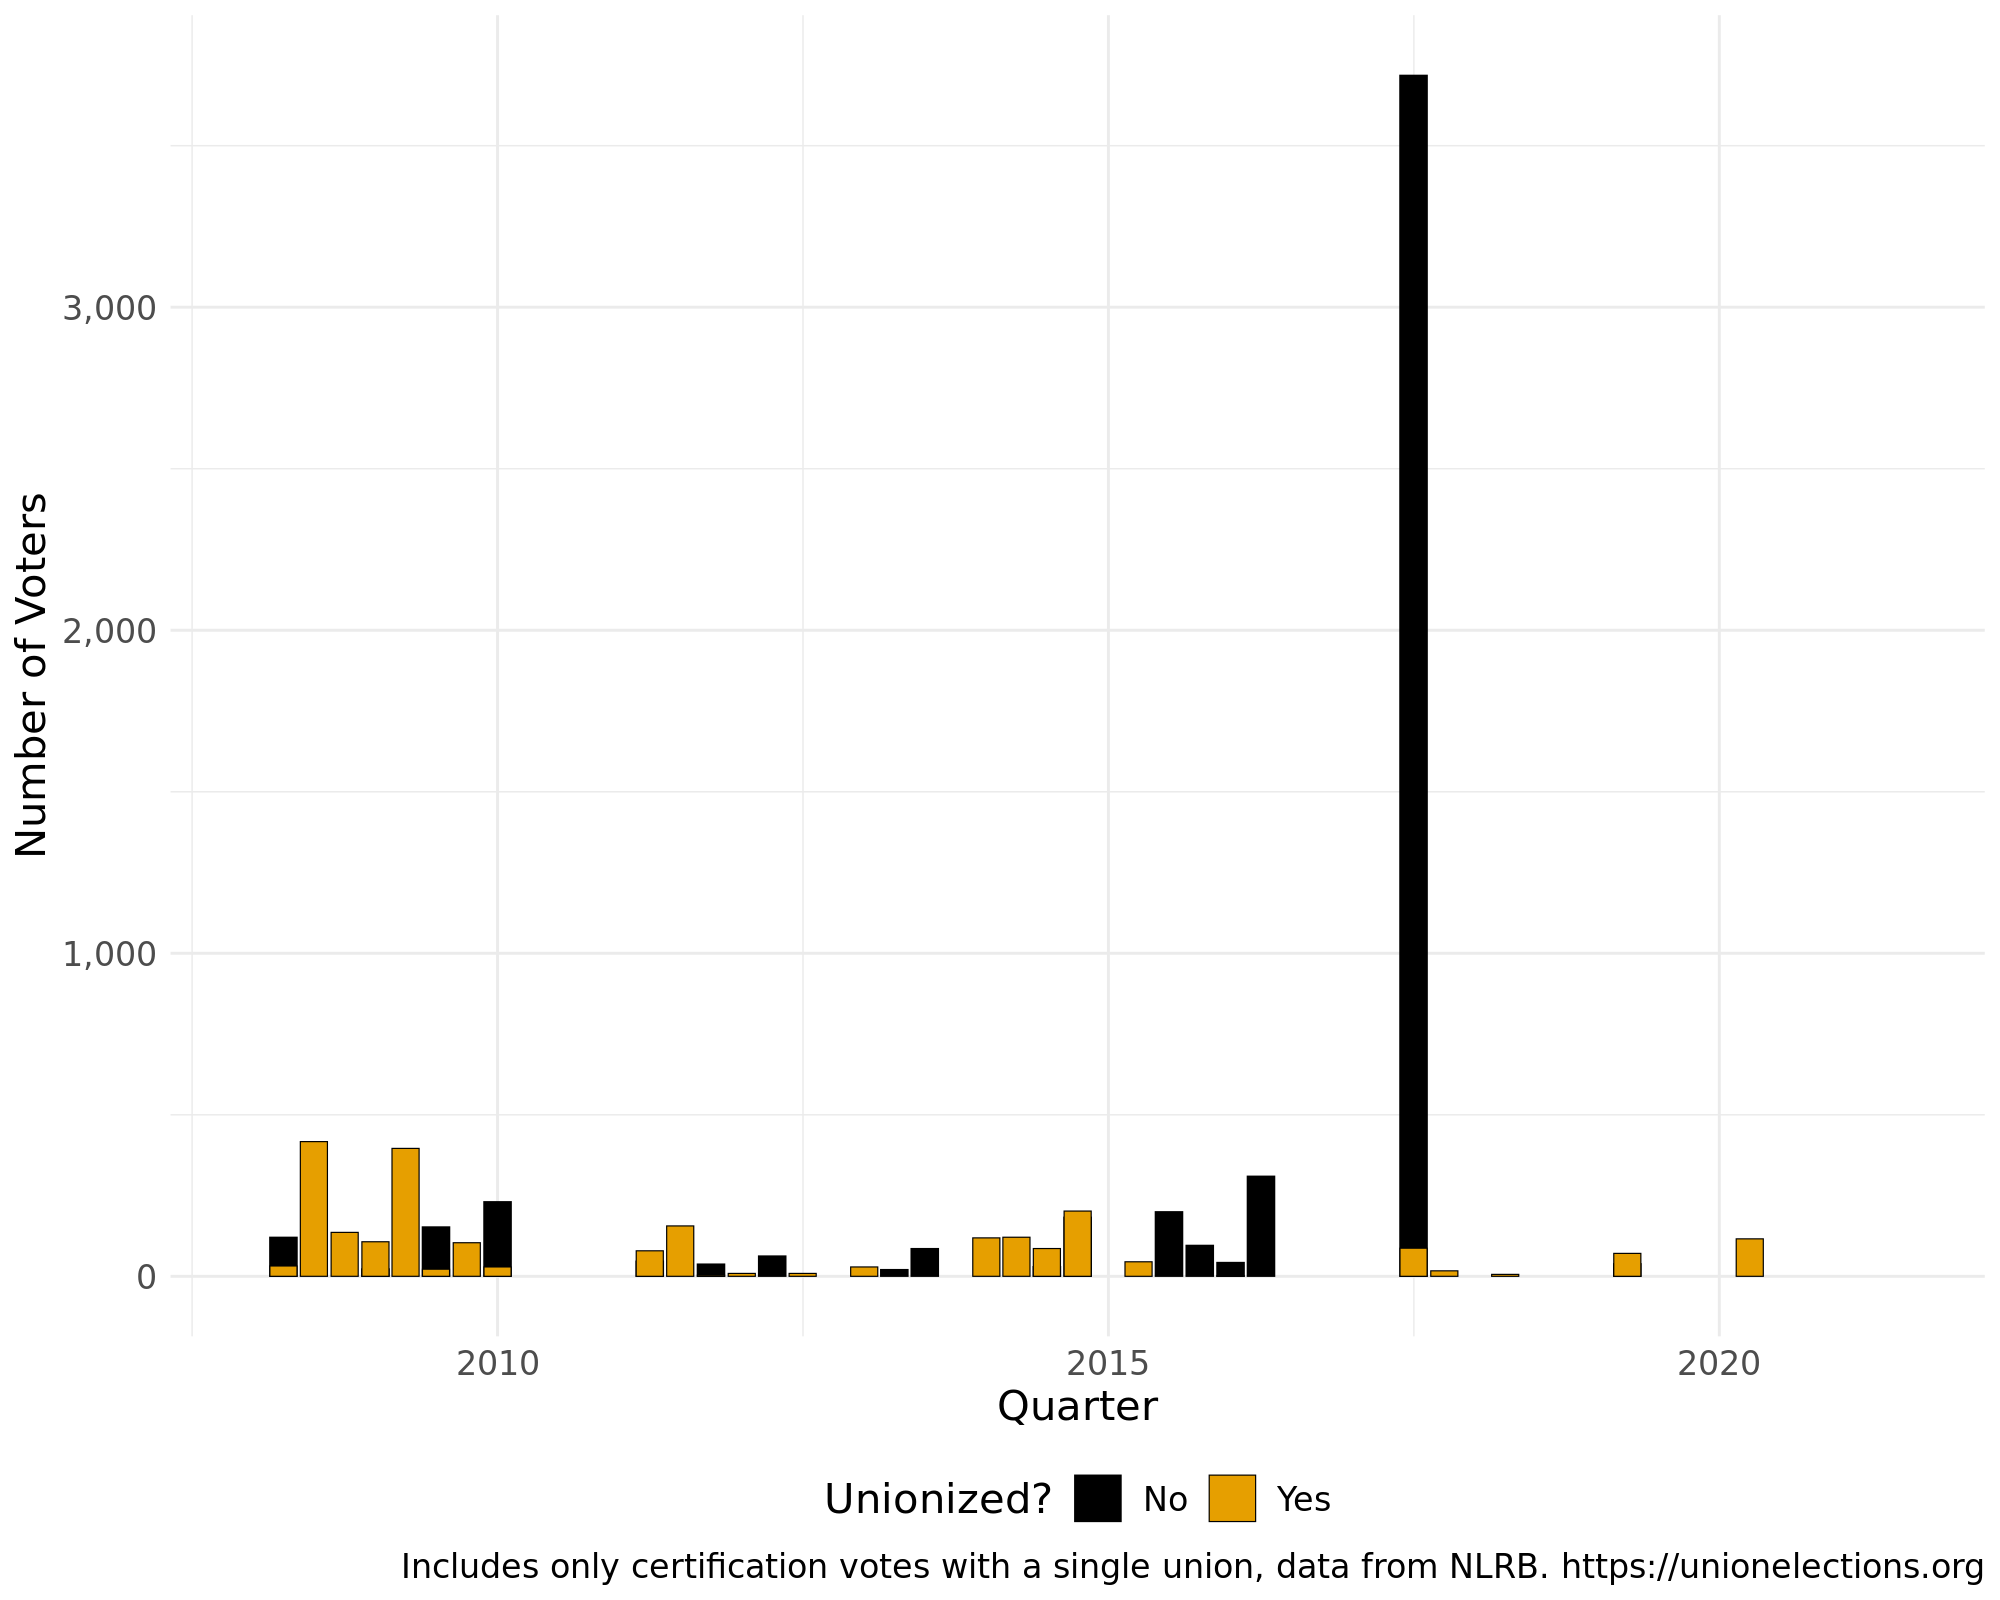 Number of Voters
3,000
2,000
1,000
0
2010 2015 2020
Quarter
Unionized? No Yes
Includes only certification votes with a single union, data from NLRB. https://unionelections.org